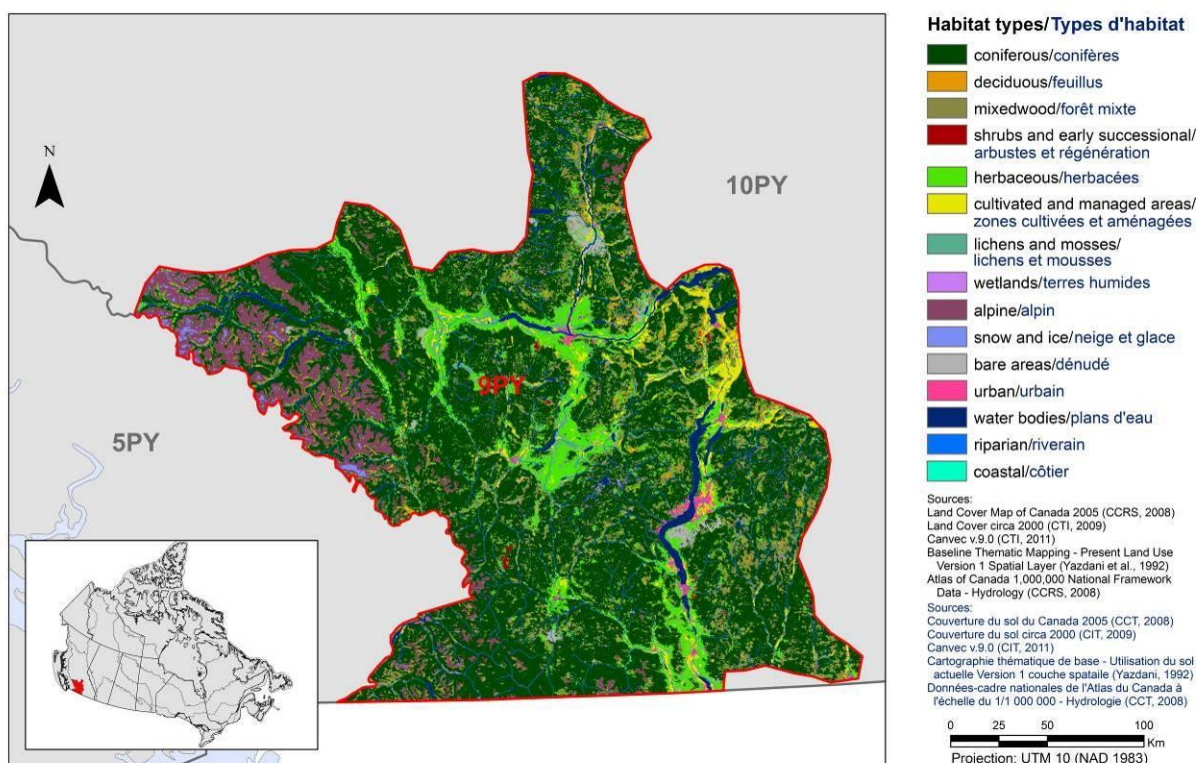 10PY
N
9PY
5PY
Habitat types/Types d'habitat
coniferous/conifères
deciduous/feuillus
mixedwood/forêt mixte
shrubs and early successional/
arbustes et régénération
herbaceous/herbacées
cultivated and managed areas/
zones cultivées et aménagées
lichens and mosses/
lichens et mousses
wetlands/terres humides
alpine/alpin
snow and ice/neige et glace
bare areas/dénudé
urban/urbain
water bodies/plans d'eau
riparian/riverain
coastal/côtier
Sources:
Land Cover Map of Canada 2005 (CCRS, 2008)
Land Cover circa 2000 (CTI, 2009)
Canvec v.9.0 (CTI, 2011)
Baseline Thematic Mapping - Present Land Use
Version 1 Spatial Layer (Yazdani et al., 1992)
Atlas of Canada 1,000,000 National Framework
Data - Hydrology (CCRS, 2008)
Sources:
Couverture du sol du Canada 2005 (CCT, 2008)
Couverture du sol circa 2000 (CIT, 2009)
Canvec v.9.0 (CIT, 2011)
Cartographie thématique de base - Utilisation du sol
actuelle Version 1 couche spataile (Yazdani, 1992)
Données-cadre nationales de l'Atlas du Canada à
l'échelle du 1/1 000 000 - Hydrologie (CCT, 2008)
0 25 50 100
Km
Projection: UTM 10 (NAD 1983)